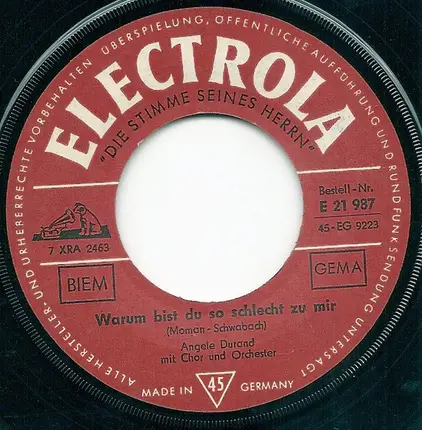 ALLE HERSTELLER- UND URHEBERRECHTE VORBEHALTEN · ÜBERSPIELUNG, ÖFFENTLICHE AUFFÜHRUNG UND RUNDFUNKSENDUNG UNTERSAGT
ELECTROLA
"DIE STIMME SEINES HERRN"
Bestell-Nr.
E 21 987
45-EG 9223
7 XRA 2463
BIEM
GEMA
Warum bist du so schlecht zu mir
(Moman - Schwabach)
Angele Durand
mit Chor und Orchester
MADE IN 45 GERMANY